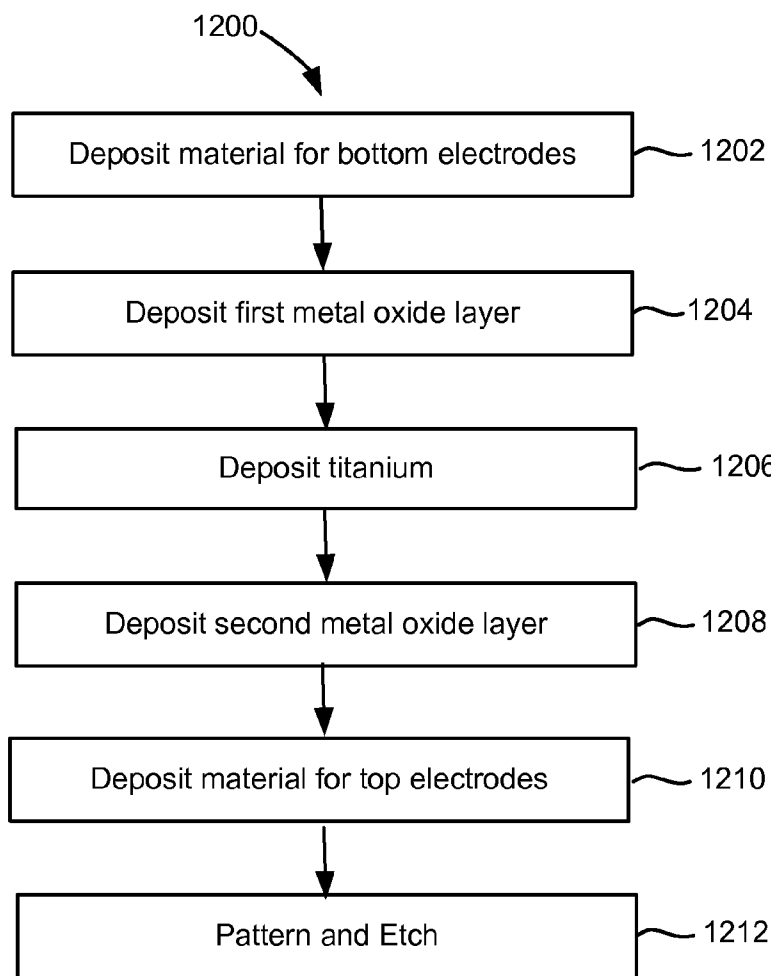 1200
Deposit material for bottom electrodes 1202
Deposit first metal oxide layer 1204
Deposit titanium 1206
Deposit second metal oxide layer 1208
Deposit material for top electrodes 1210
Pattern and Etch 1212